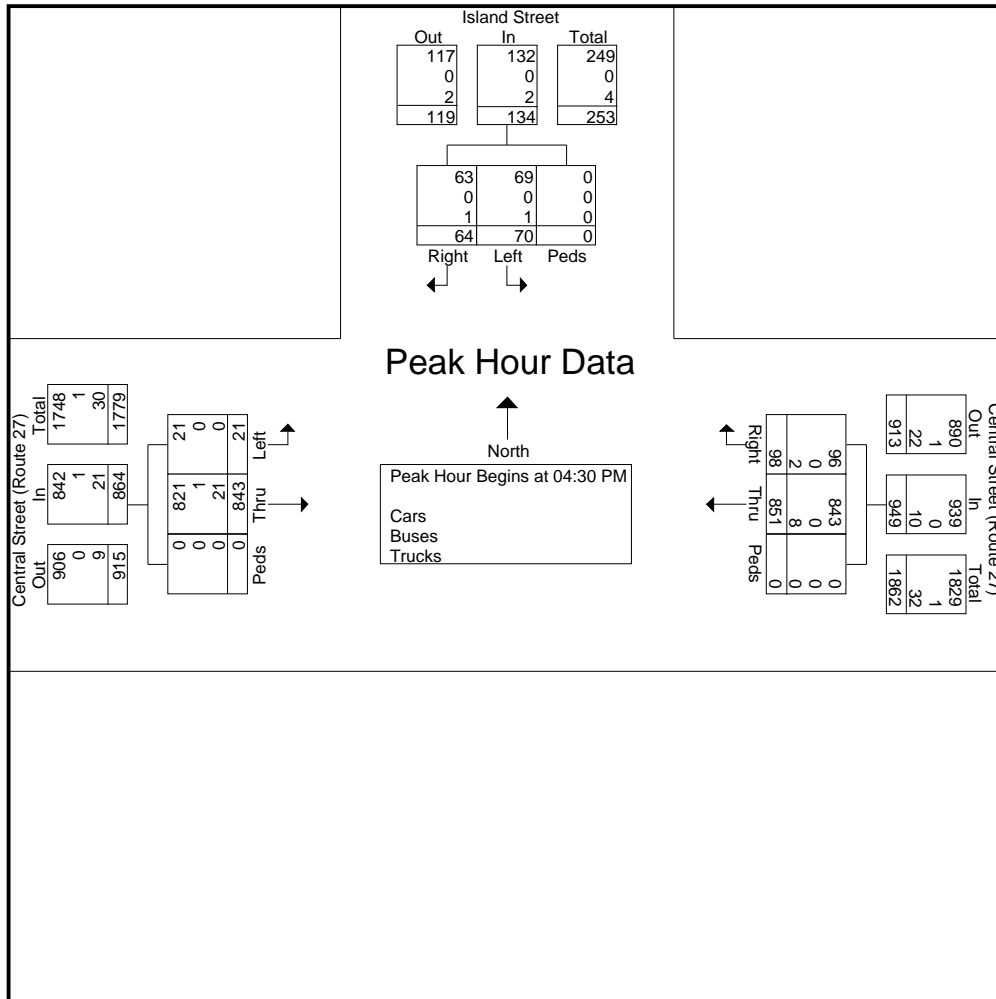 Island Street
Out In Total
117 132 249
0 0 0
2 2 4
119 134 253
63 69 0
0 0 0
1 1 0
64 70 0
Right Left Peds
Peak Hour Data
North
Peak Hour Begins at 04:30 PM
Cars
Buses
Trucks
Central Street (Route 27)
Total In Out
1748 842 906
1 1 0
30 21 9
1779 864 915
21 821 0
0 1 0
0 21 0
21 843 0
Left Thru Peds
Central Street (Route 27)
Out In Total
890 939 1829
1 0 1
22 10 32
913 949 1862
96 843 0
0 0 0
2 8 0
98 851 0
Right Thru Peds